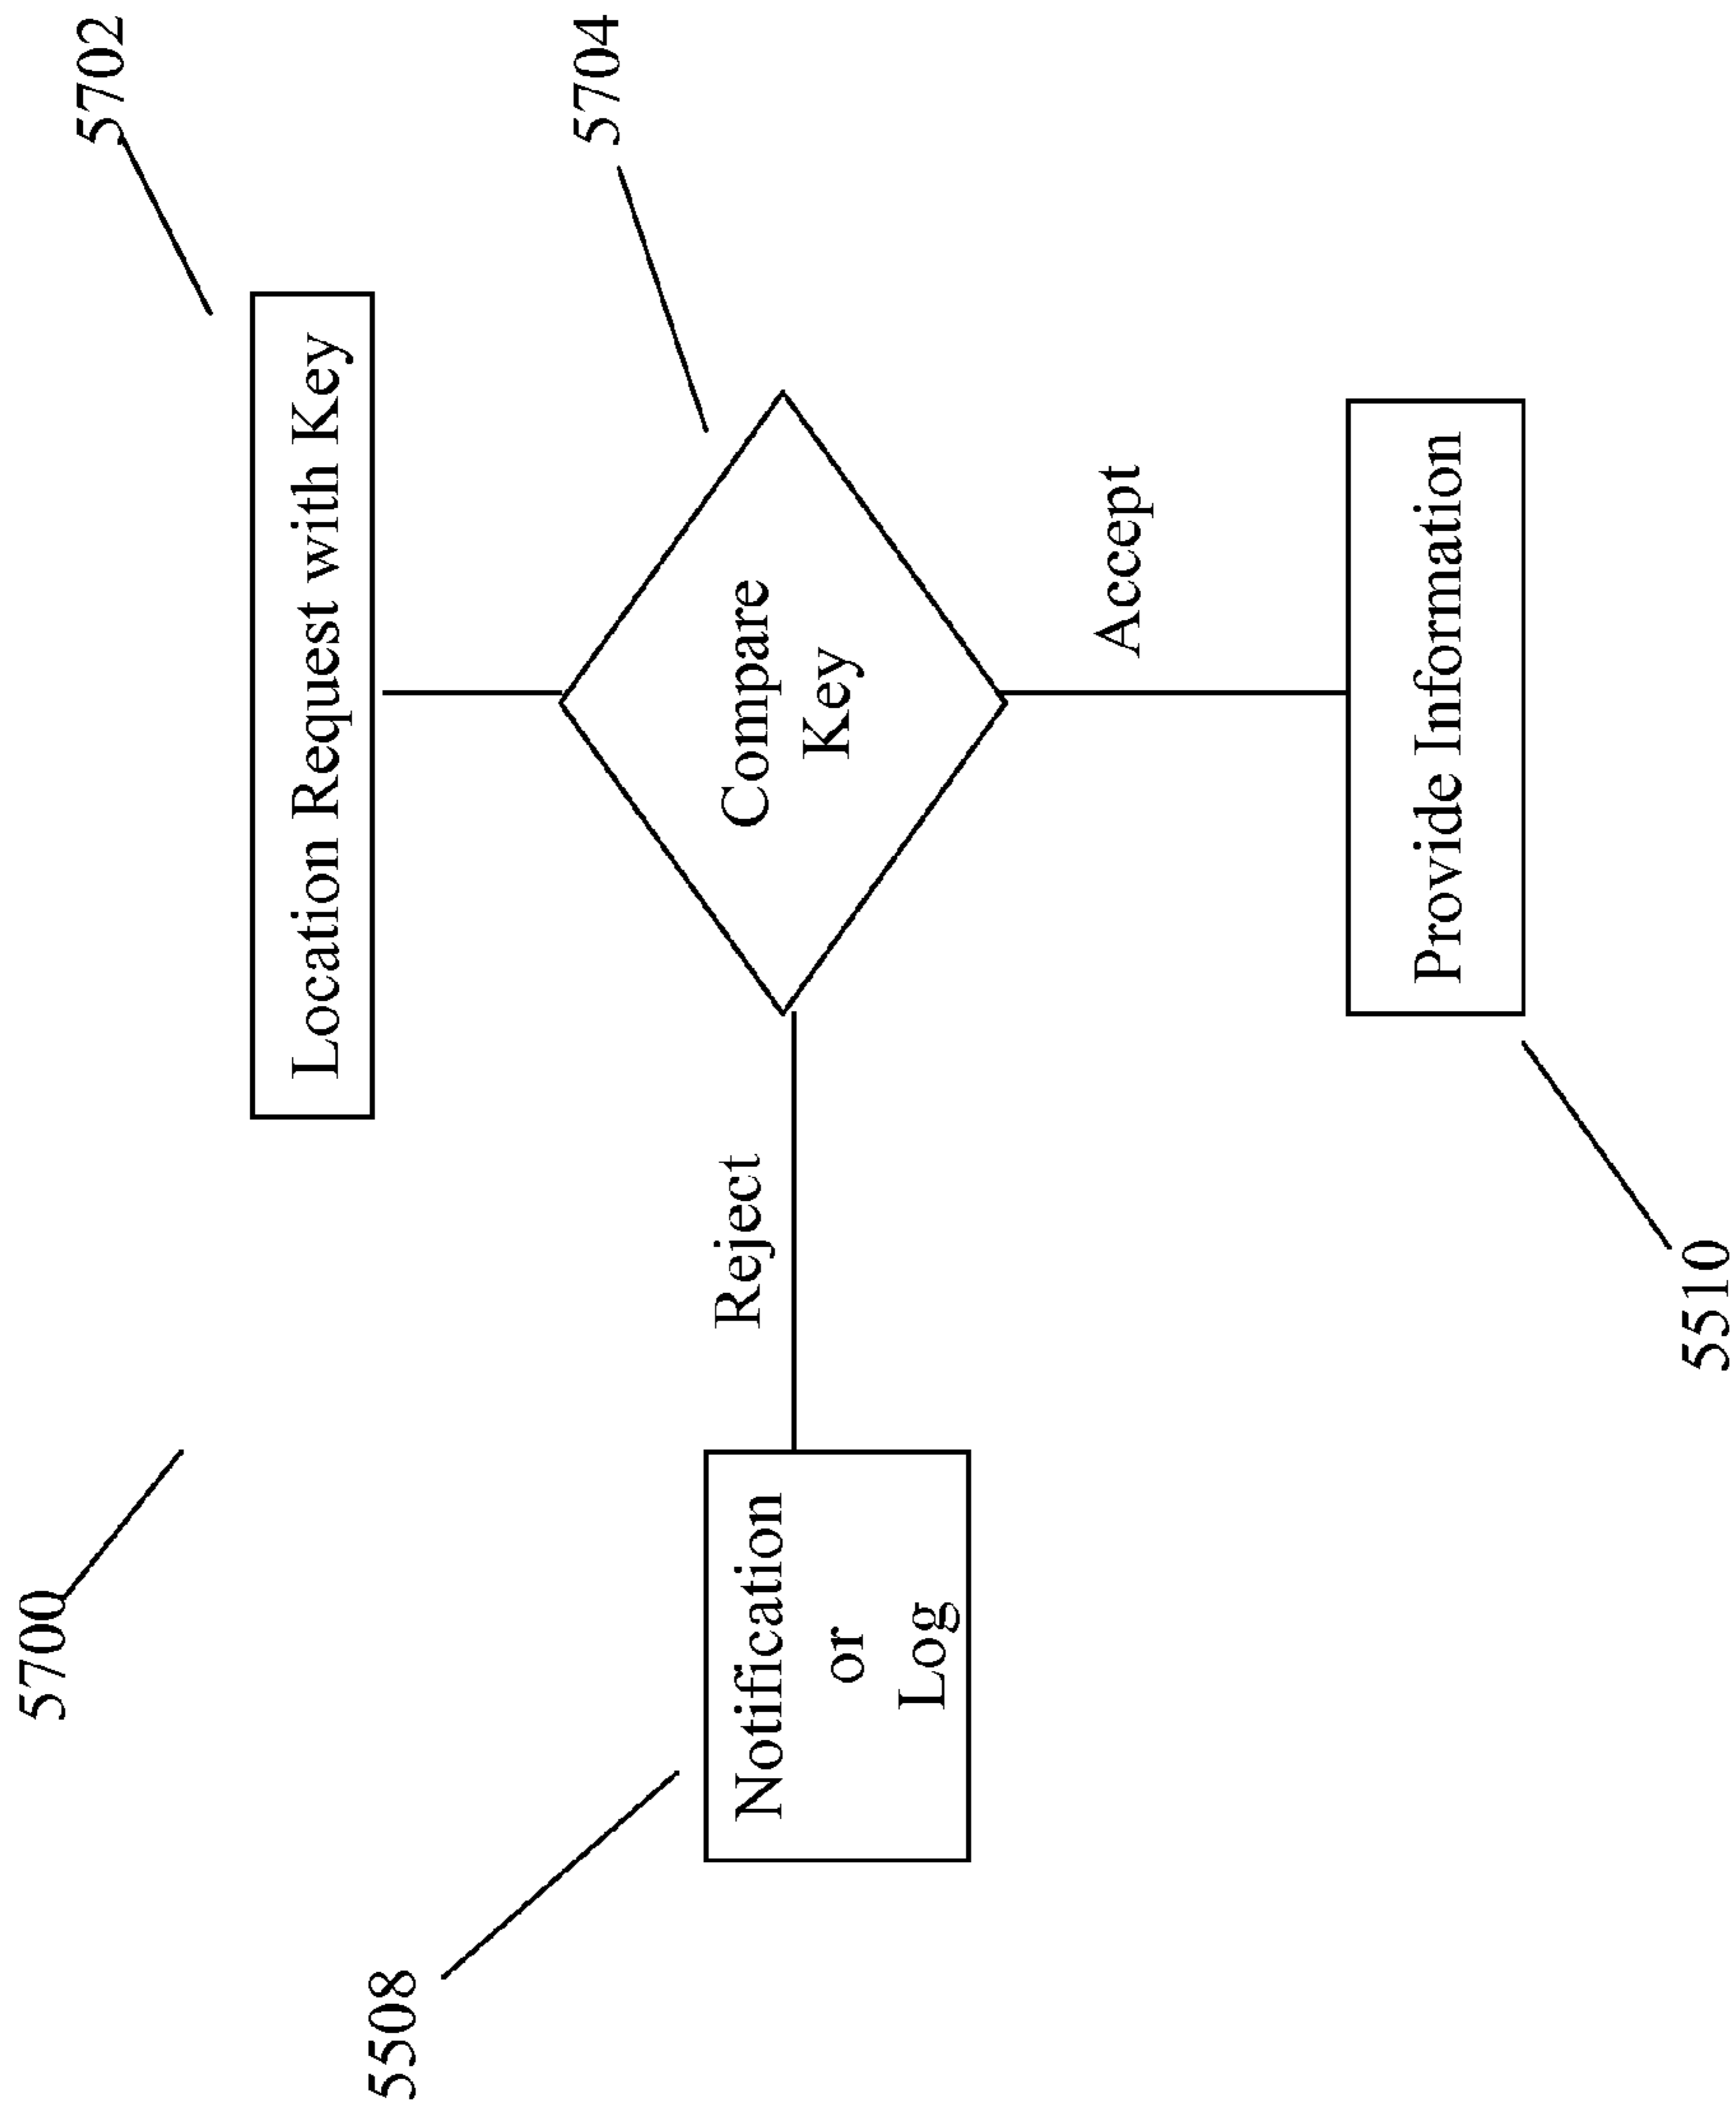 5700
5702
Location Request with Key
5704
5508
Compare
Key
Reject
Notification
or
Log
Accept
Provide Information
5510